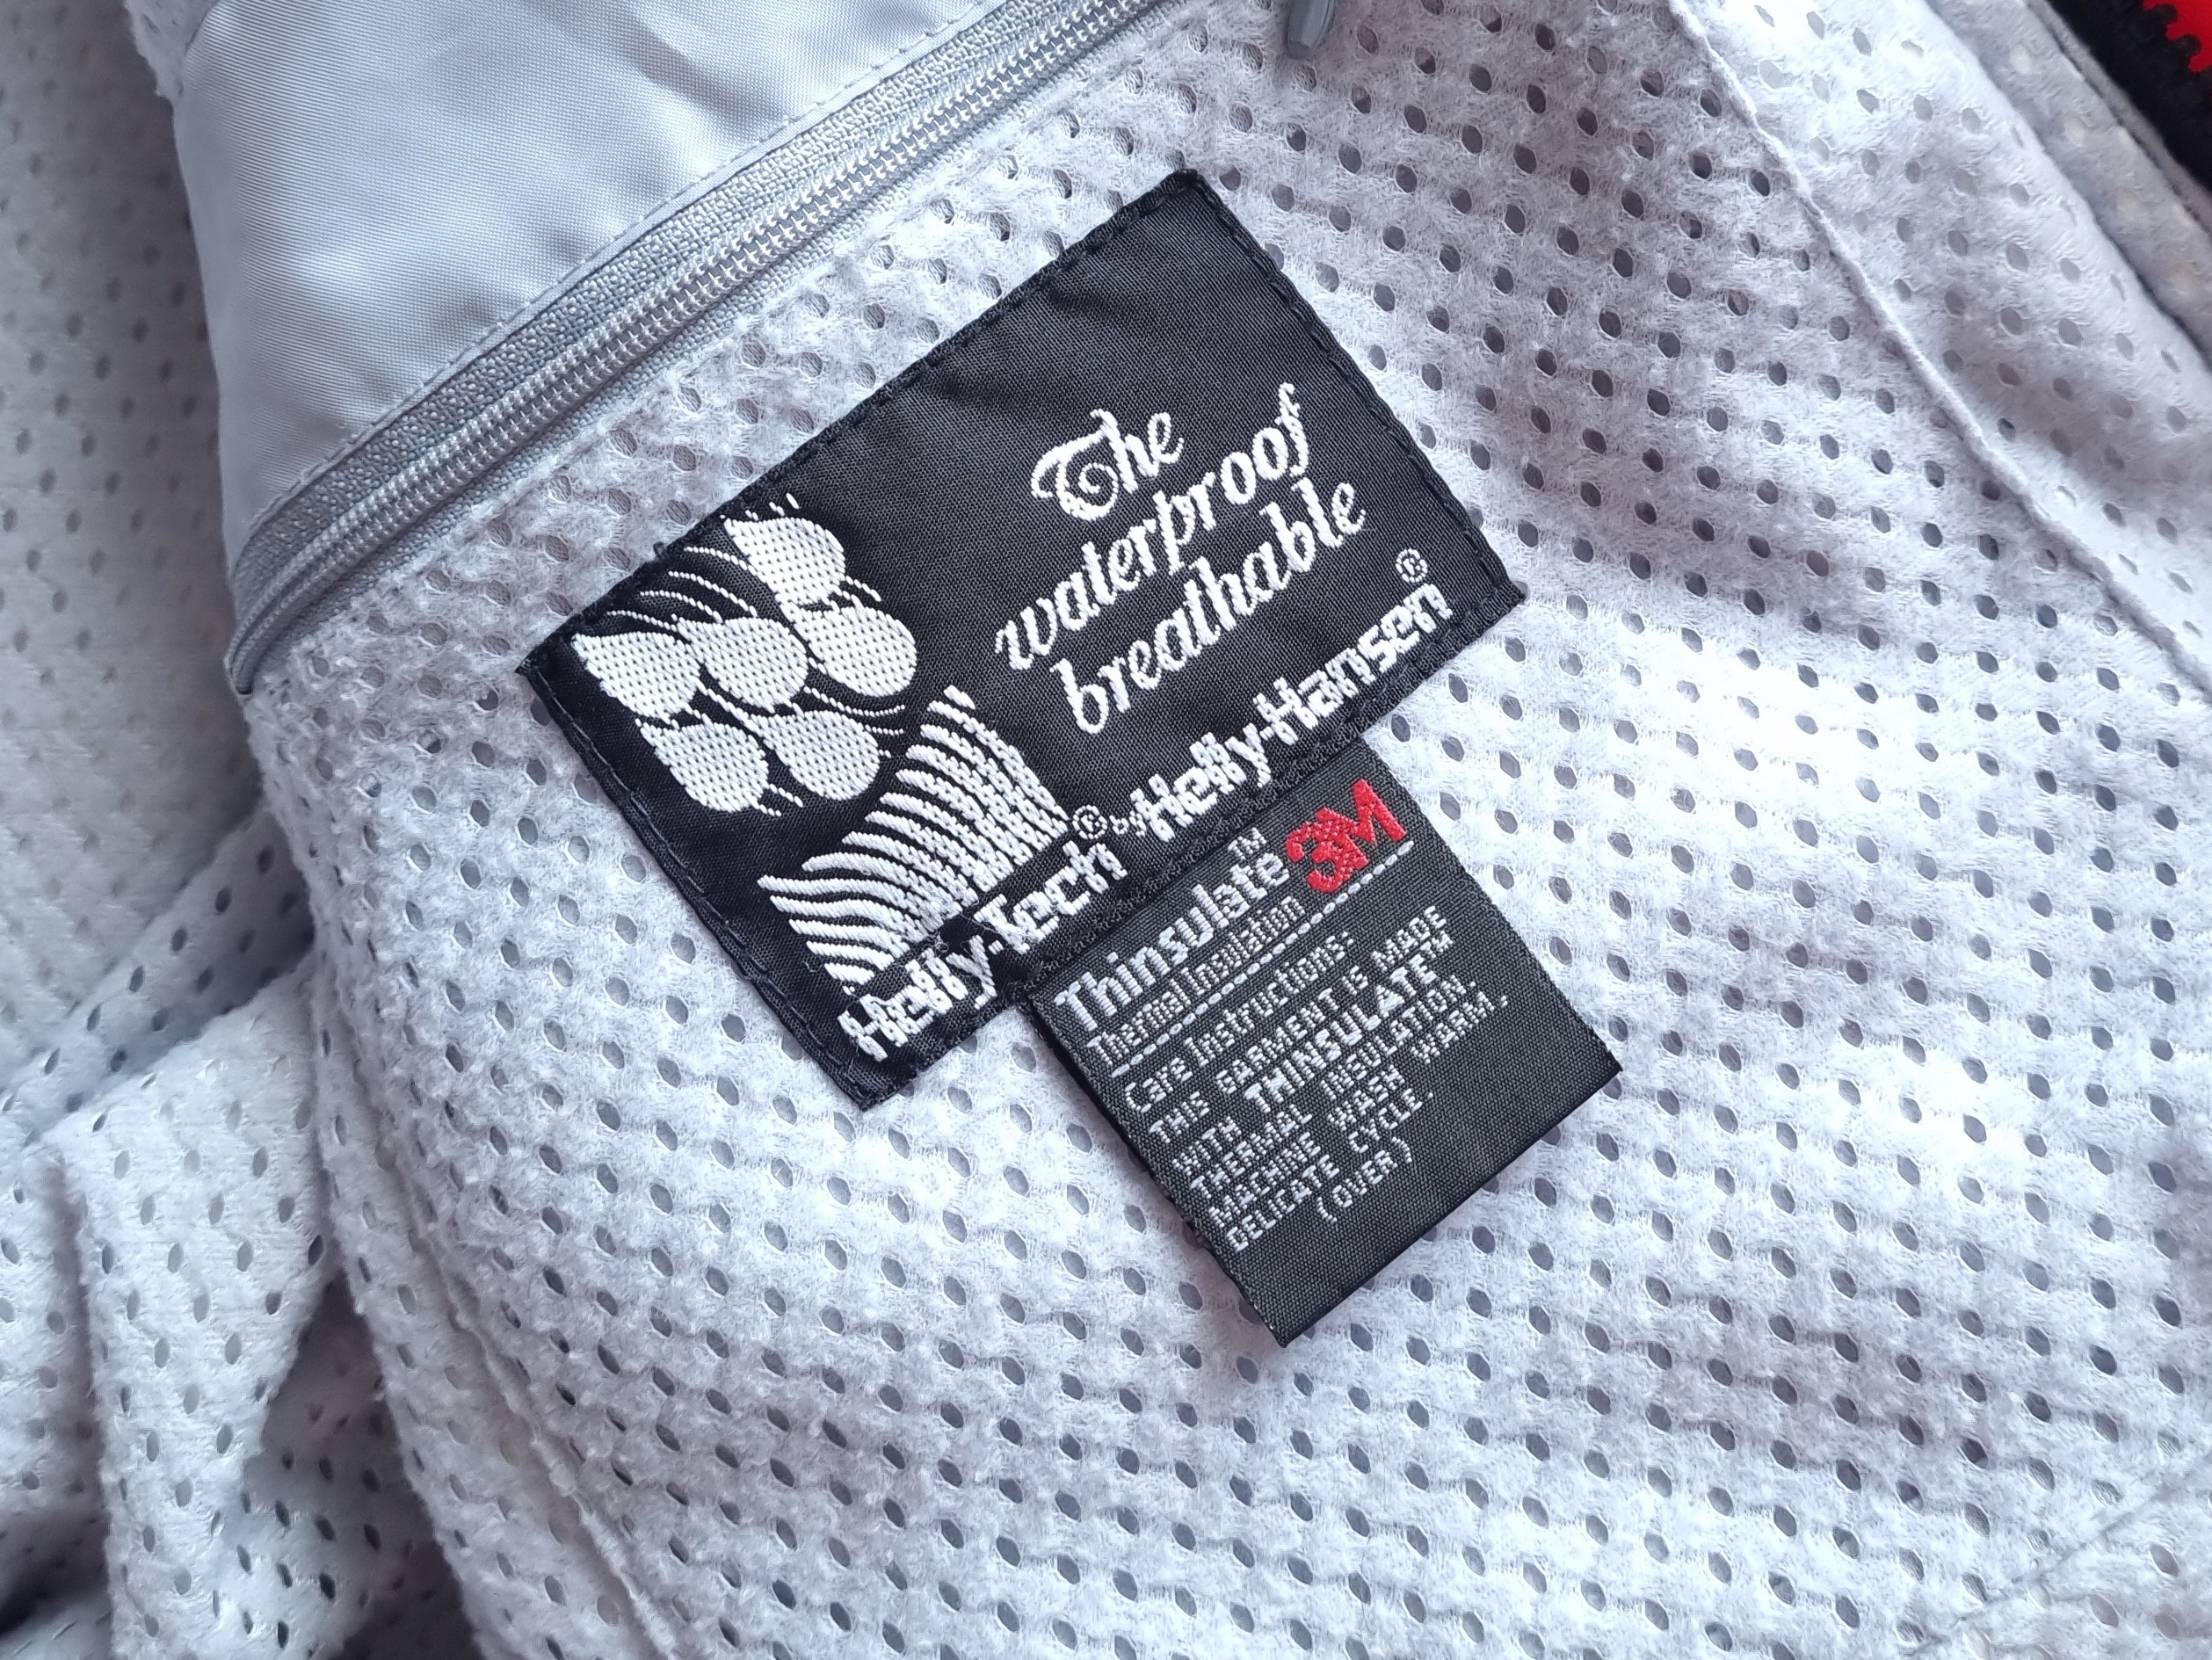 The
waterproof
breathable
Helly-Tech® by Helly-Hansen®
Thinsulate™ 3M
Thermal Insulation
Care Instructions:
THIS GARMENT IS MADE
WITH THINSULATE™
THERMAL INSULATION
MACHINE WASH WARM,
DELICATE CYCLE
(OVER)